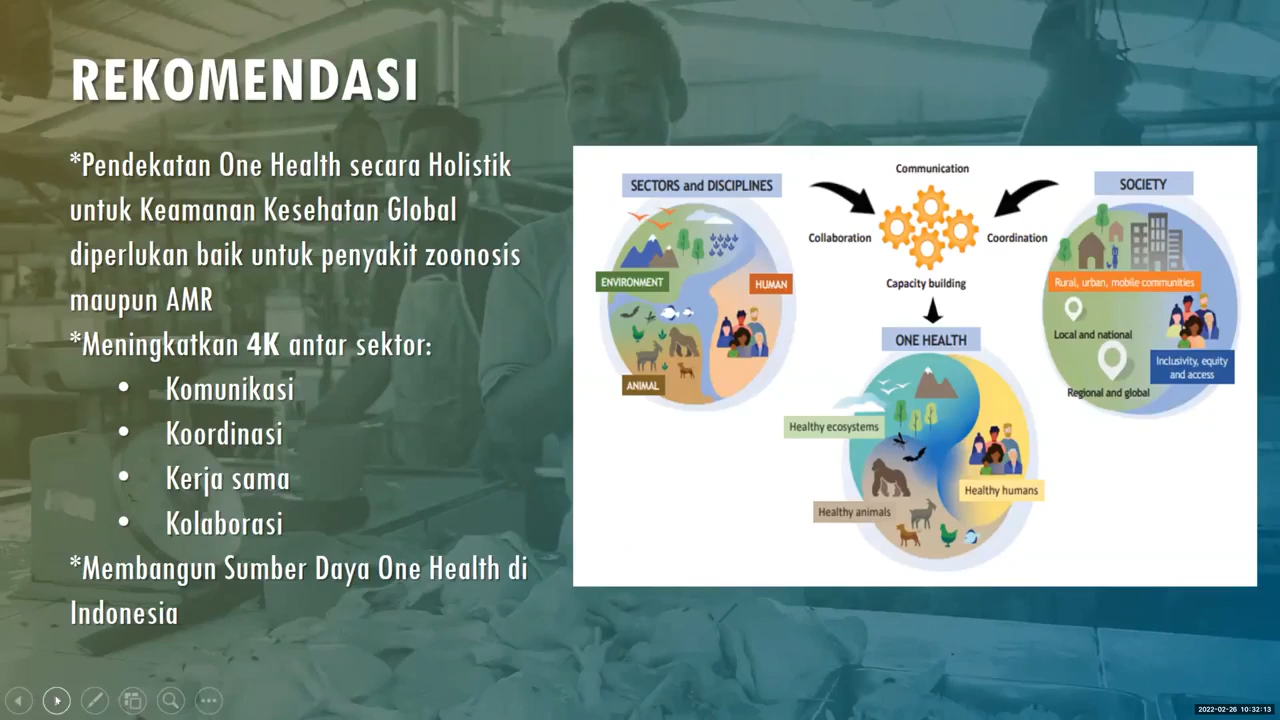 REKOMENDASI
*Pendekatan One Health secara Holistik
untuk Keamanan Kesehatan Global
diperlukan baik untuk penyakit zoonosis
maupun AMR
*Meningkatkan 4K antar sektor:
• Komunikasi
• Koordinasi
• Kerja sama
• Kolaborasi
*Membangun Sumber Daya One Health di
Indonesia
SECTORS and DISCIPLINES
ENVIRONMENT
HUMAN
ANIMAL
Communication
Collaboration
Coordination
Capacity building
ONE HEALTH
Healthy ecosystems
Healthy humans
Healthy animals
SOCIETY
Rural, urban, mobile communities
Local and national
Inclusivity, equity
and access
Regional and global
2022-02-26 10:32:13